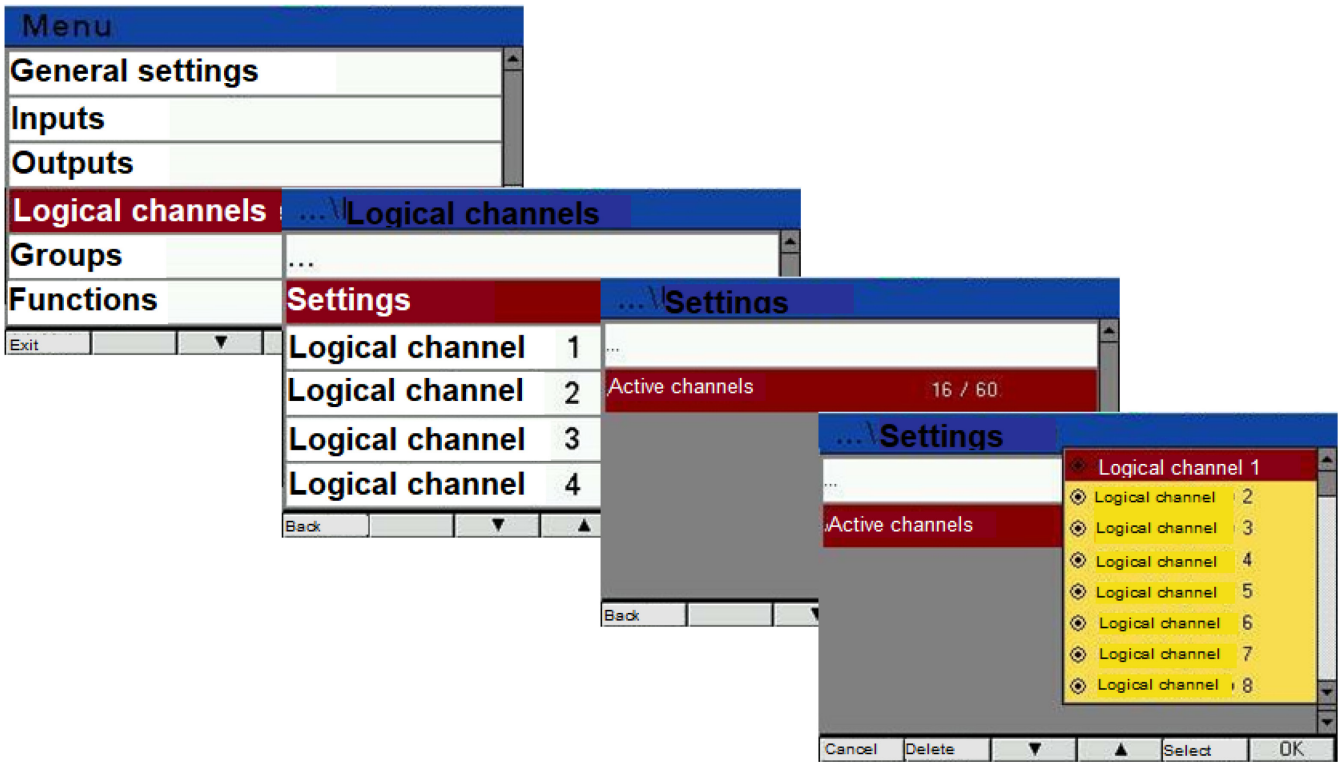 Menu
General settings
Inputs
Outputs
Logical channels
Groups
Functions
Exit
...\Logical channels
...
Settings
Logical channel 1
Logical channel 2
Logical channel 3
Logical channel 4
Back
...\Settings
...
Active channels 16 / 60
Back
...\Settings
...
Active channels
Logical channel 1
Logical channel 2
Logical channel 3
Logical channel 4
Logical channel 5
Logical channel 6
Logical channel 7
Logical channel 8
Cancel Delete ▼ ▲ Select OK